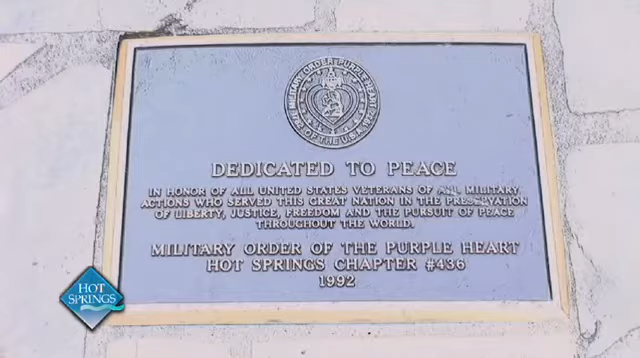 MILITARY ORDER PURPLE HEART
OF THE U.S.A.
DEDICATED TO PEACE
IN HONOR OF ALL UNITED STATES VETERANS OF ALL MILITARY
ACTIONS WHO SERVED THIS GREAT NATION IN THE PRESERVATION
OF LIBERTY, JUSTICE, FREEDOM AND THE PURSUIT OF PEACE
THROUGHOUT THE WORLD.
MILITARY ORDER OF THE PURPLE HEART
HOT SPRINGS CHAPTER #436
1992
HOT
SPRINGS